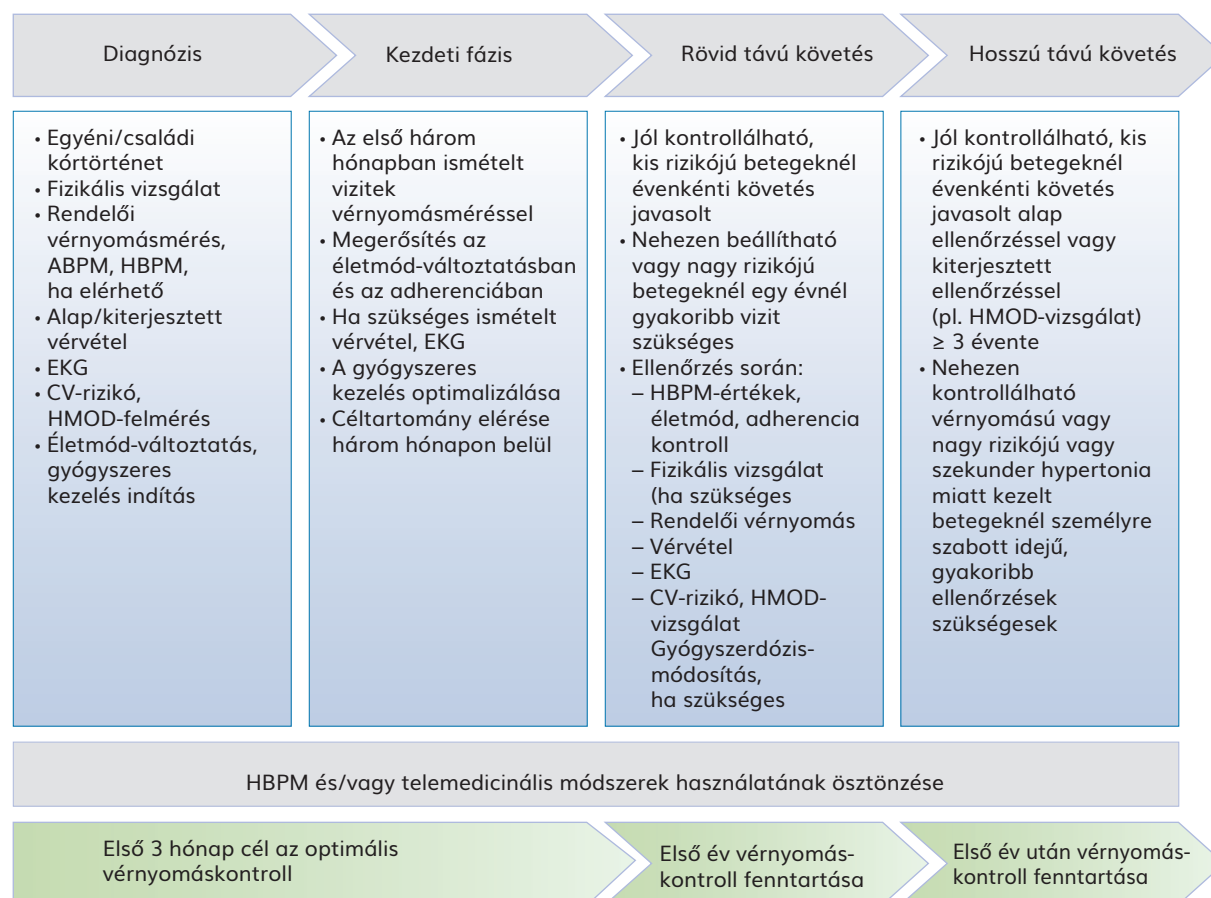 Diagnózis
Kezdeti fázis
Rövid távú követés
Hosszú távú követés
• Egyéni/családi
kórtörténet
• Fizikális vizsgálat
• Rendelői
vérnyomásmérés,
ABPM, HBPM,
ha elérhető
• Alap/kiterjesztett
vérvétel
• EKG
• CV-rizikó,
HMOD-felmérés
• Életmód-változtatás,
gyógyszeres
kezelés indítás
• Az első három
hónapban ismételt
vizitek
vérnyomásméréssel
• Megerősítés az
életmód-változtatásban
és az adherenciában
• Ha szükséges ismételt
vérvétel, EKG
• A gyógyszeres
kezelés optimalizálása
• Céltartomány elérése
három hónapon belül
• Jól kontrollálható,
kis rizikójú betegeknél
évenkénti követés
javasolt
• Nehezen beállítható
vagy nagy rizikójú
betegeknél egy évnél
gyakoribb vizit
szükséges
• Ellenőrzés során:
– HBPM-értékek,
életmód, adherencia
kontroll
– Fizikális vizsgálat
(ha szükséges
– Rendelői vérnyomás
– Vérvétel
– EKG
– CV-rizikó, HMOD-
vizsgálat
Gyógyszerdózis-
módosítás,
ha szükséges
• Jól kontrollálható, kis
rizikójú betegeknél
évenkénti követés
javasolt alap
ellenőrzéssel vagy
kiterjesztett
ellenőrzéssel
(pl. HMOD-vizsgálat)
≥ 3 évente
• Nehezen
kontrollálható
vérnyomású vagy
nagy rizikójú vagy
szekunder hypertonia
miatt kezelt
betegeknél személyre
szabott idejű,
gyakoribb
ellenőrzések
szükségesek
HBPM és/vagy telemedicinális módszerek használatának ösztönzése
Első 3 hónap cél az optimális
vérnyomáskontroll
Első év vérnyomás-
kontroll fenntartása
Első év után vérnyomás-
kontroll fenntartása